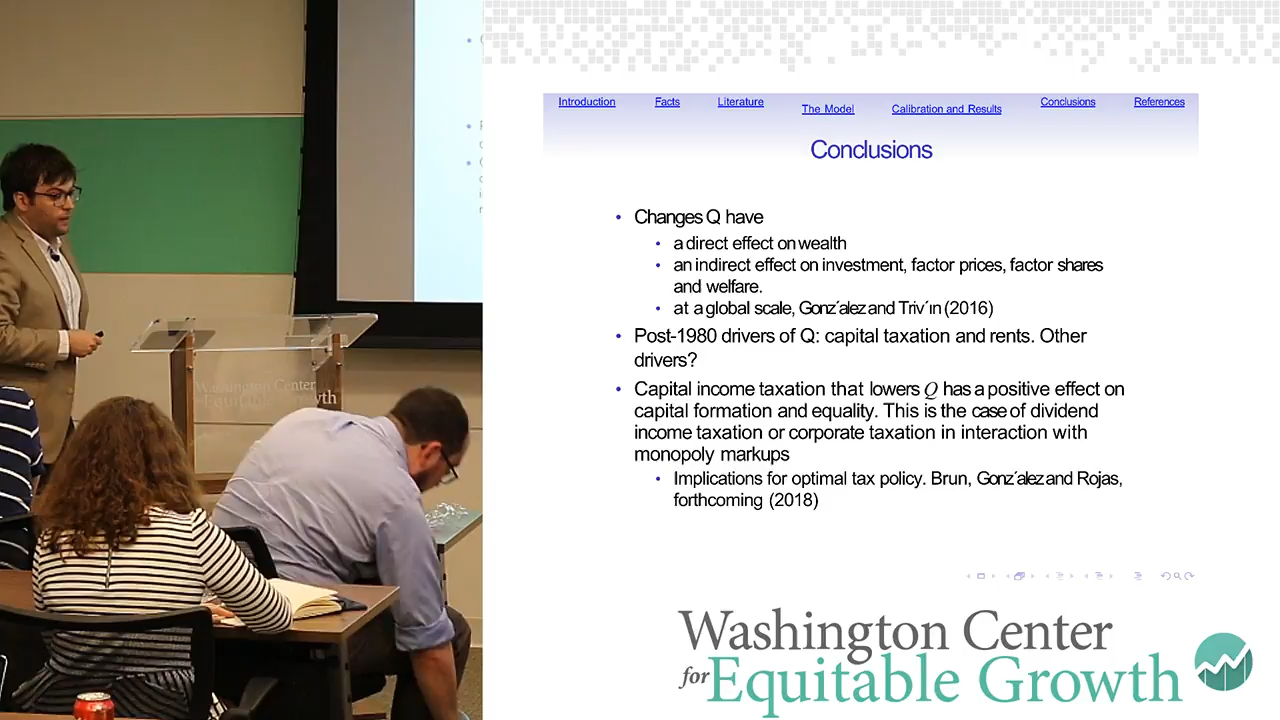 Washington Center
for Equitable Growth
Introduction Facts Literature The Model Calibration and Results Conclusions References
Conclusions
• Changes Q have
• a direct effect on wealth
• an indirect effect on investment, factor prices, factor shares
and welfare.
• at a global scale, Gonz´alez and Triv´ın (2016)
• Post-1980 drivers of Q: capital taxation and rents. Other
drivers?
• Capital income taxation that lowers Q has a positive effect on
capital formation and equality. This is the case of dividend
income taxation or corporate taxation in interaction with
monopoly markups
• Implications for optimal tax policy. Brun, Gonz´alez and Rojas,
forthcoming (2018)
Washington Center
for Equitable Growth